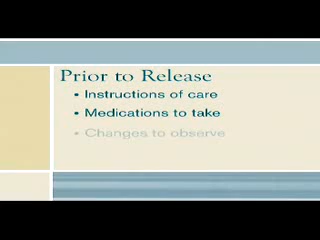 Prior to Release
• Instructions of care
• Medications to take
• Changes to observe